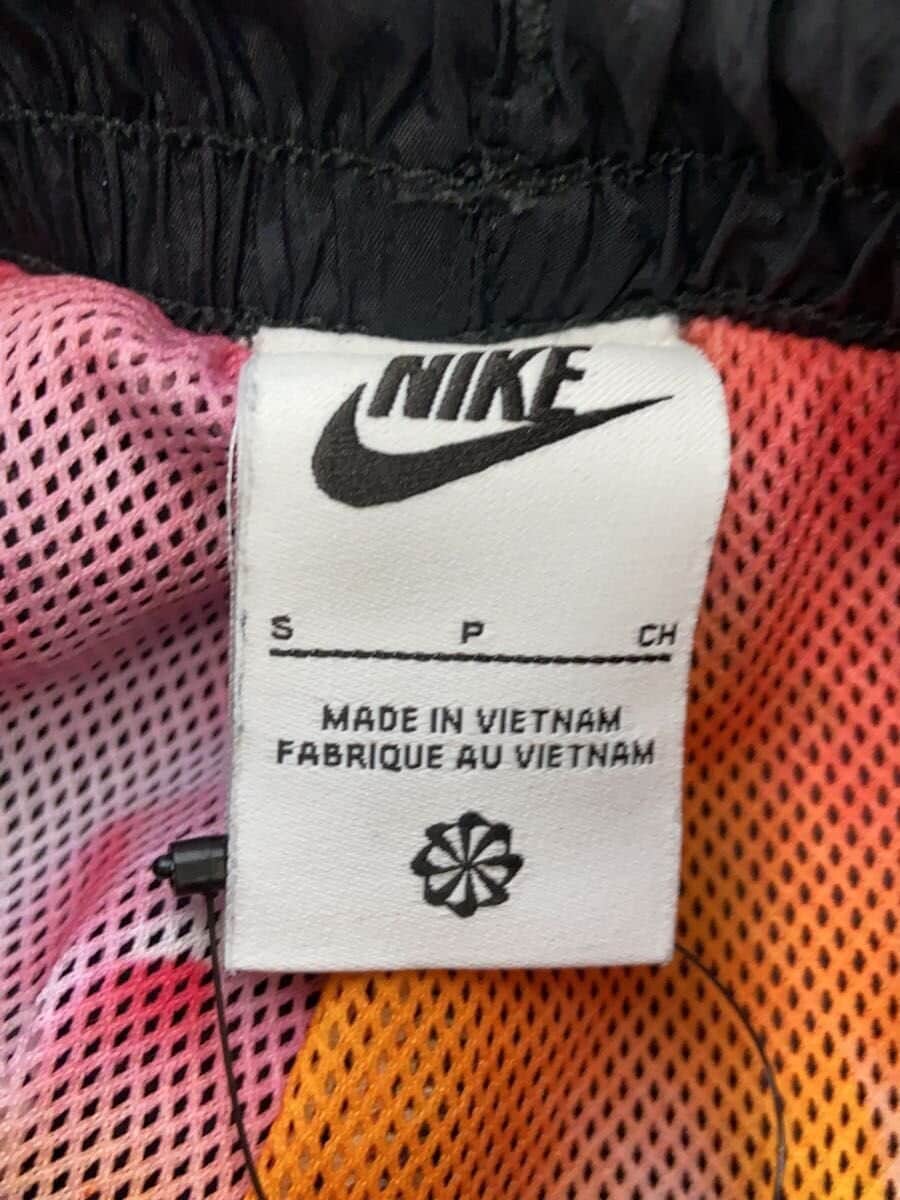 NIKE
S P CH
MADE IN VIETNAM
FABRIQUE AU VIETNAM